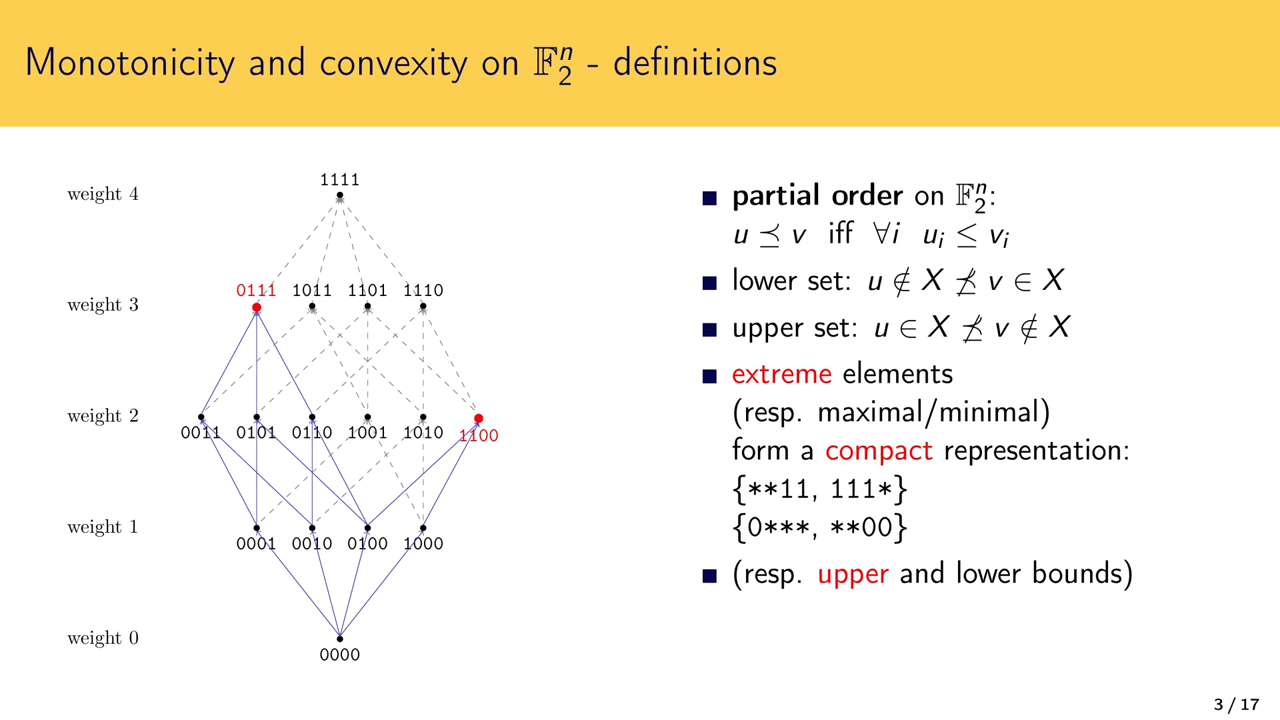 Monotonicity and convexity on 𝔽₂ⁿ - definitions
weight 4
1111
weight 3
0111 1011 1101 1110
weight 2
0011 0101 0110 1001 1010 1100
weight 1
0001 0010 0100 1000
weight 0
0000
partial order on 𝔽₂ⁿ:
u ⪯ v iff ∀i uᵢ ≤ vᵢ
lower set: u ∉ X ⪯̸ v ∈ X
upper set: u ∈ X ⪯̸ v ∉ X
extreme elements
(resp. maximal/minimal)
form a compact representation:
{**11, 111*}
{0***, **00}
(resp. upper and lower bounds)
3 / 17